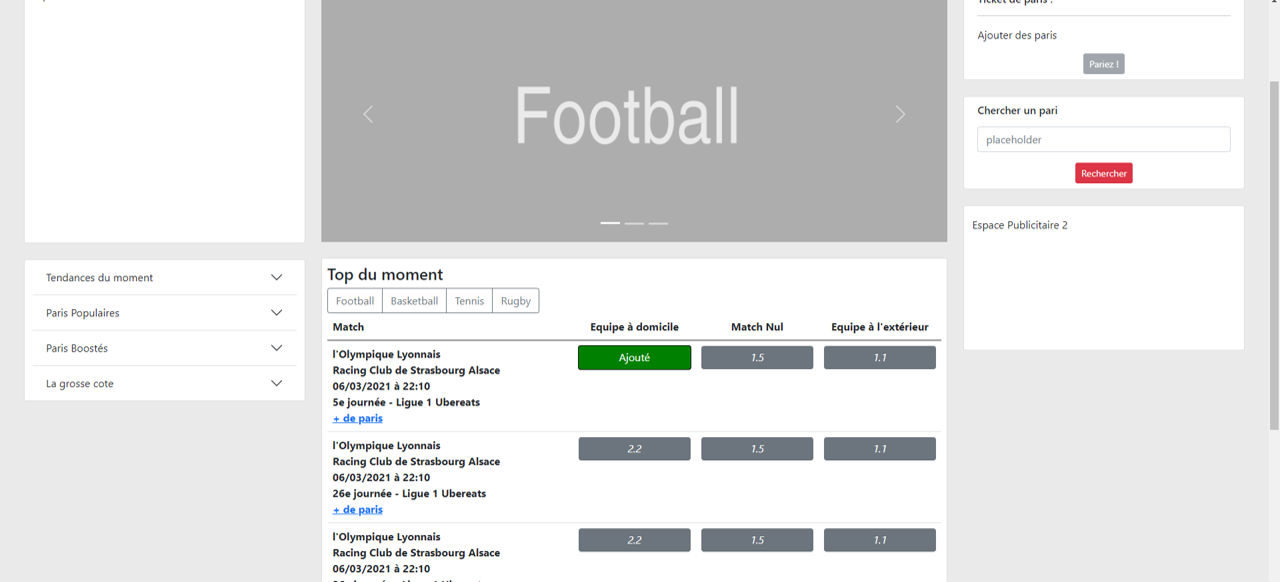 Ticket de paris :
Ajouter des paris
Pariez !
Football
Chercher un pari
placeholder
Rechercher
Espace Publicitaire 2
Tendances du moment
Paris Populaires
Paris Boostés
La grosse cote
Top du moment
Football Basketball Tennis Rugby
Match Equipe à domicile Match Nul Equipe à l'extérieur
l'Olympique Lyonnais Ajouté 1.5 1.1
Racing Club de Strasbourg Alsace
06/03/2021 à 22:10
5e journée - Ligue 1 Ubereats
+ de paris
l'Olympique Lyonnais 2.2 1.5 1.1
Racing Club de Strasbourg Alsace
06/03/2021 à 22:10
26e journée - Ligue 1 Ubereats
+ de paris
l'Olympique Lyonnais 2.2 1.5 1.1
Racing Club de Strasbourg Alsace
06/03/2021 à 22:10